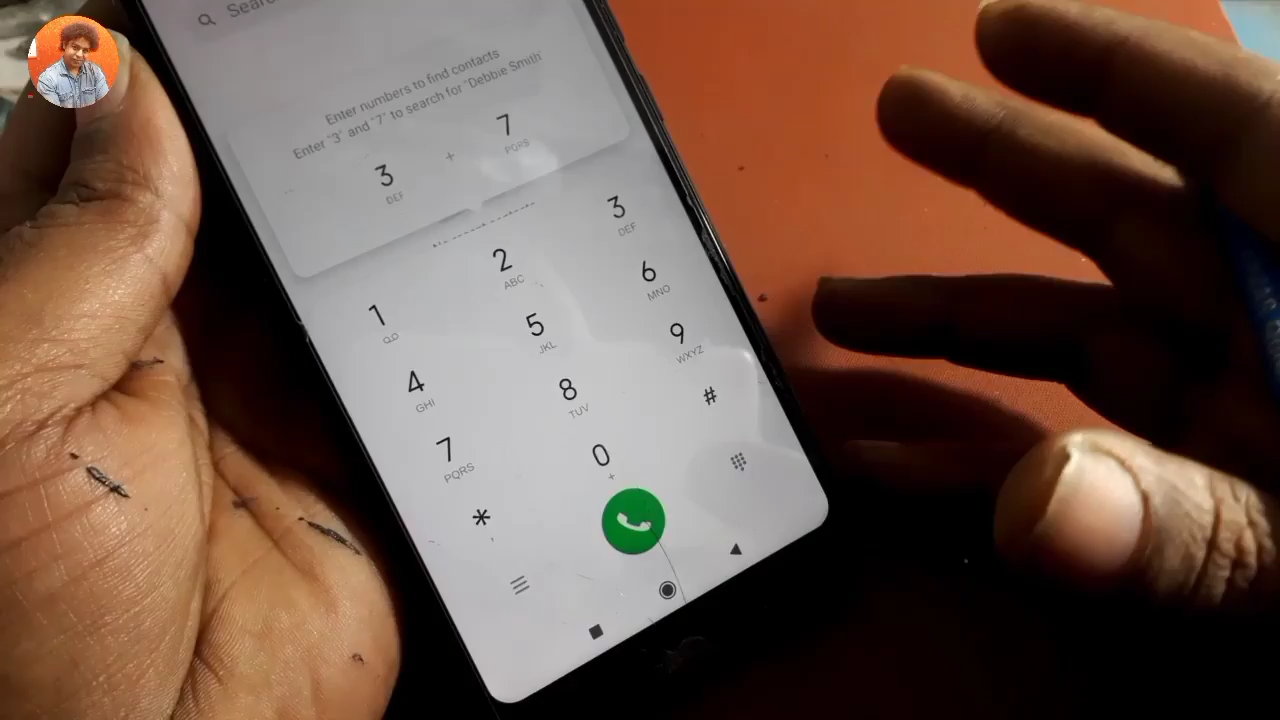 Search
Enter numbers to find contacts
Enter "3" and "7" to search for "Debbie Smith"
3 + 7
DEF PQRS
1 2 3
ABC DEF
4 5 6
GHI JKL MNO
7 8 9
PQRS TUV WXYZ
* 0 #
+